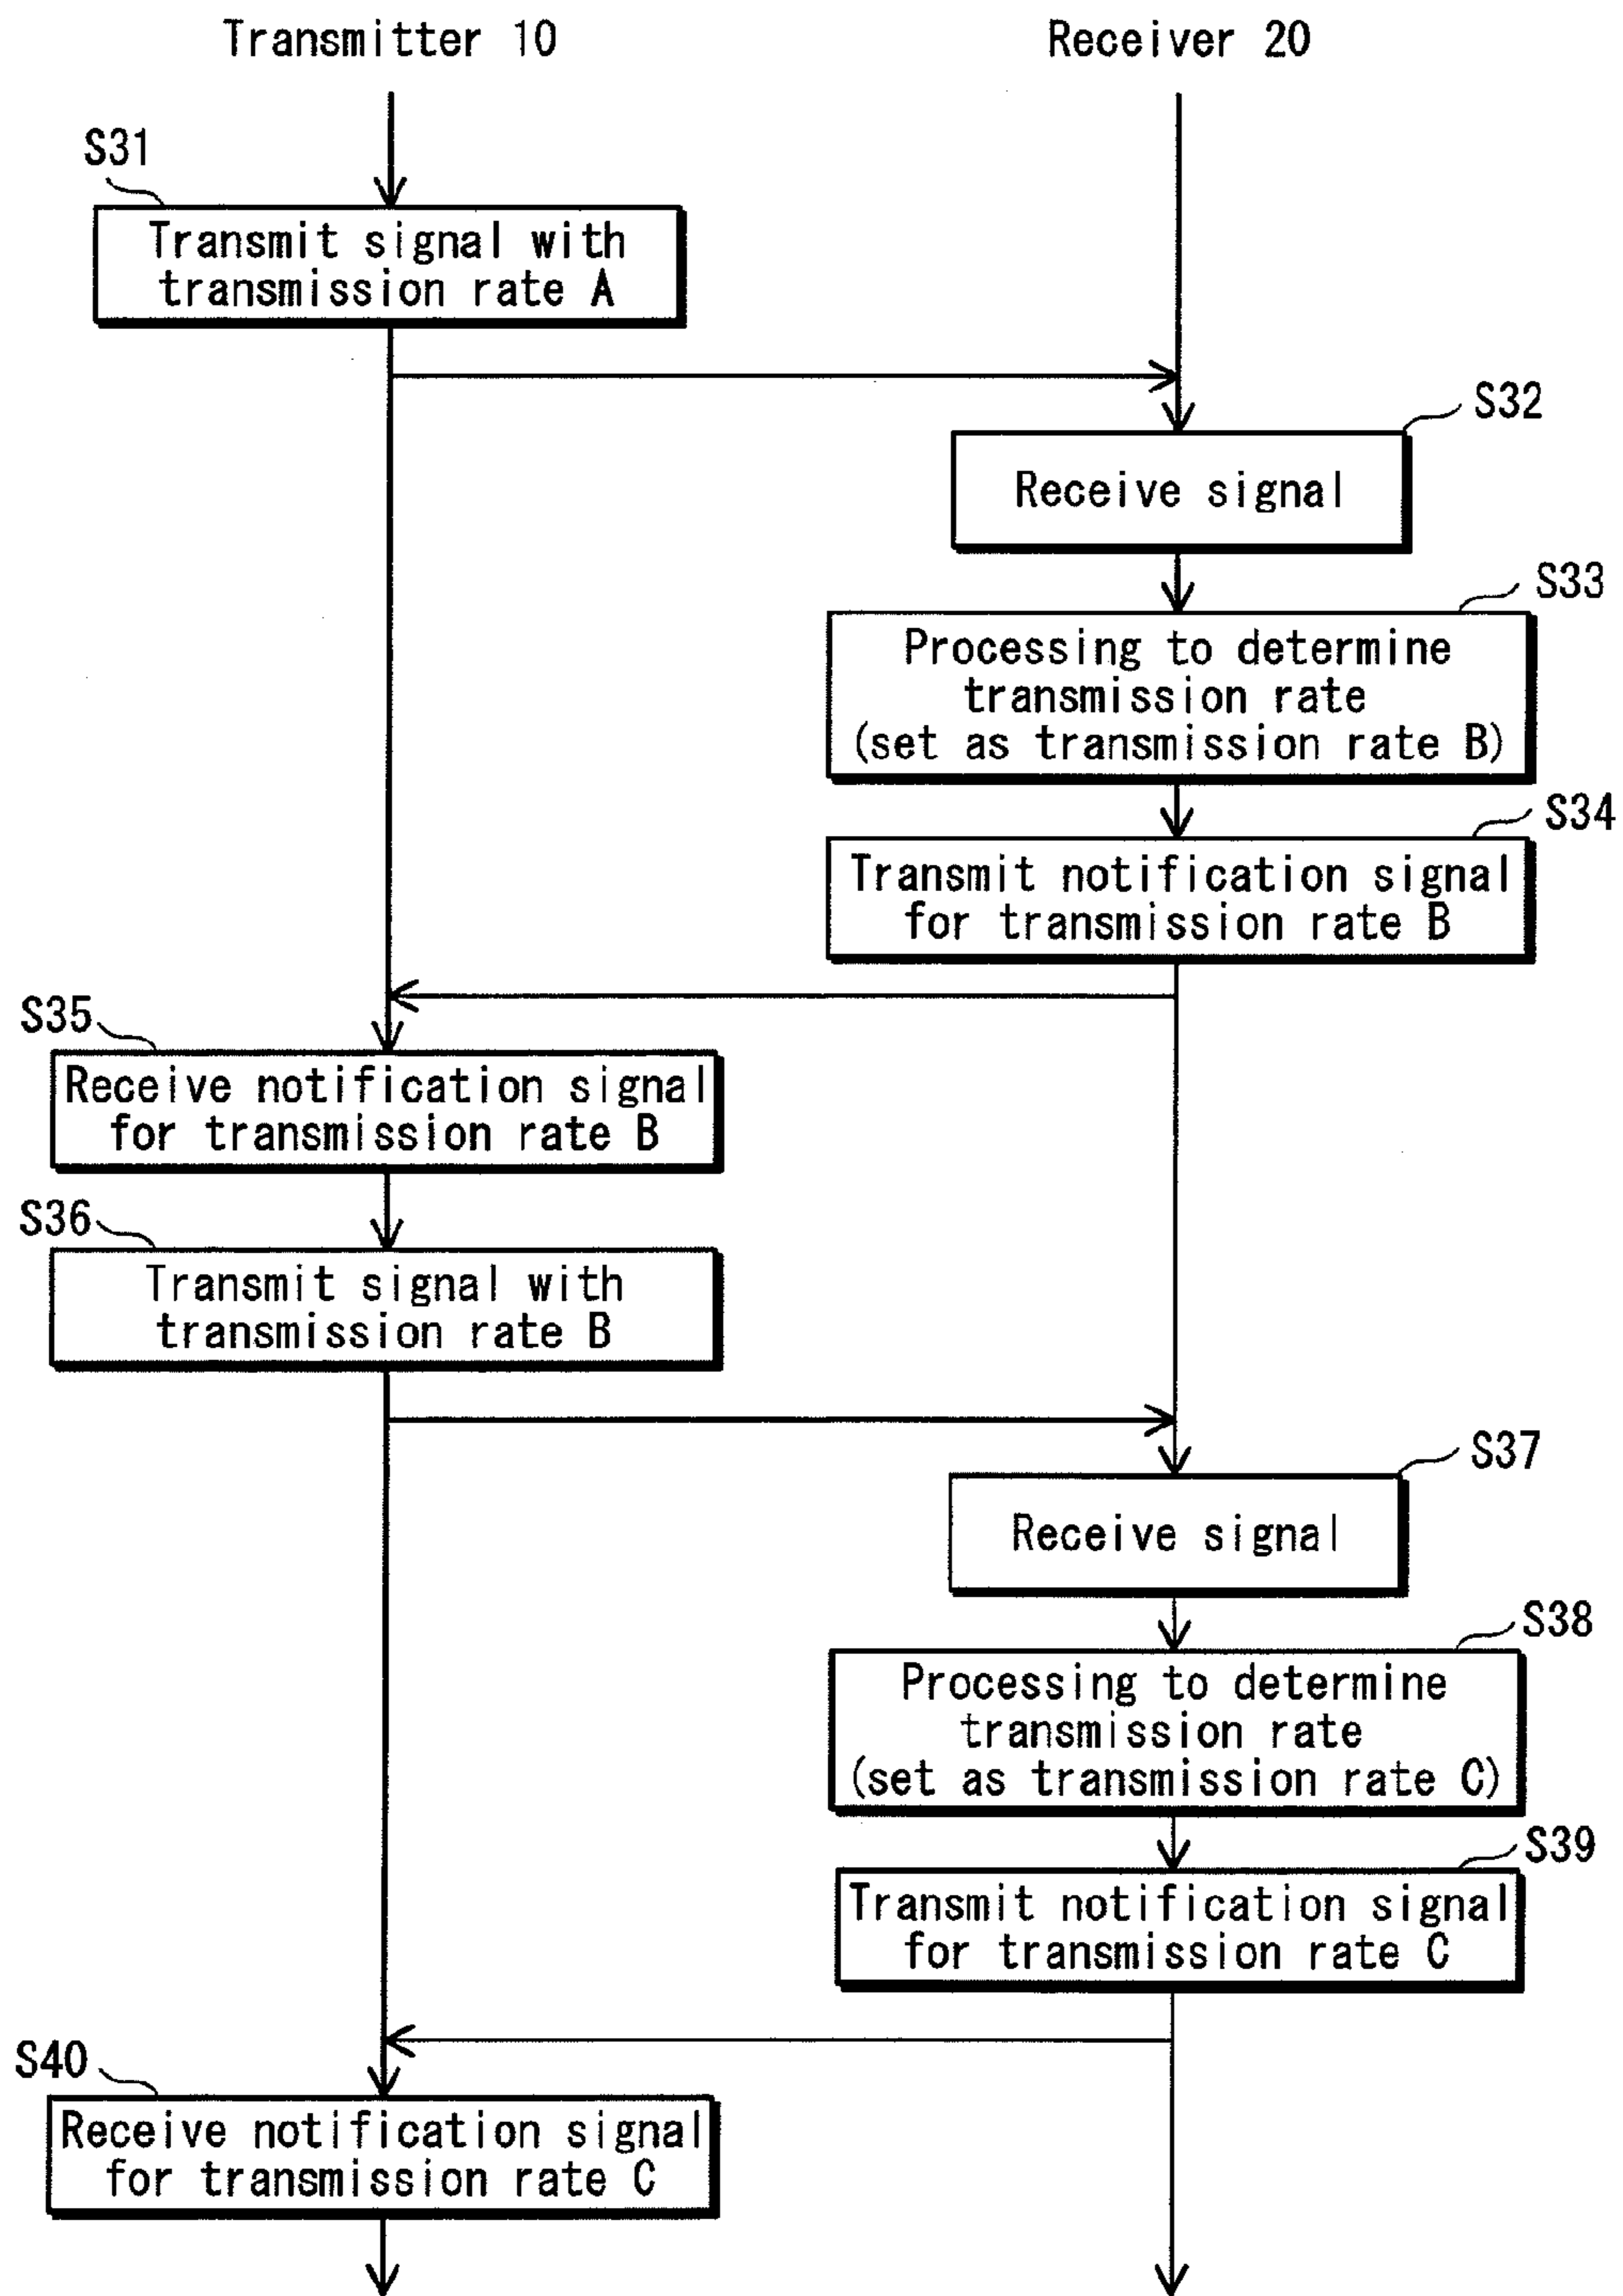 Transmitter 10
Receiver 20
S31
Transmit signal with
transmission rate A
S32
Receive signal
S33
Processing to determine
transmission rate
(set as transmission rate B)
S34
Transmit notification signal
for transmission rate B
S35
Receive notification signal
for transmission rate B
S36
Transmit signal with
transmission rate B
S37
Receive signal
S38
Processing to determine
transmission rate
(set as transmission rate C)
S39
Transmit notification signal
for transmission rate C
S40
Receive notification signal
for transmission rate C